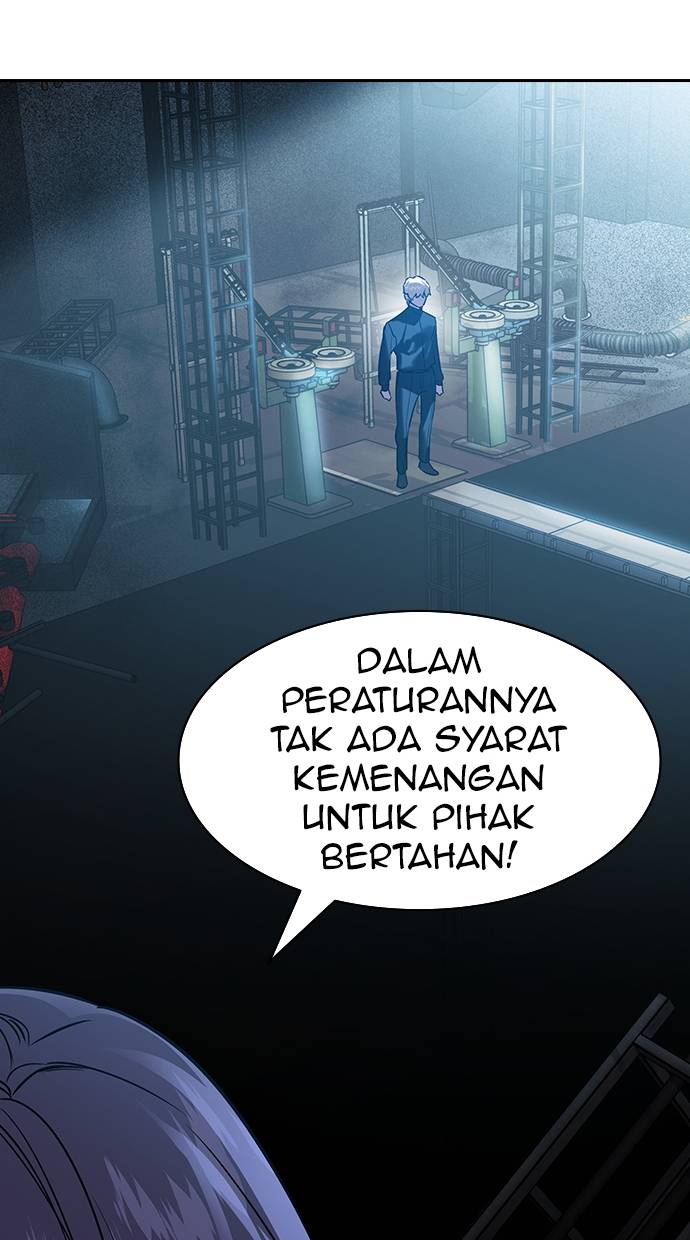 DALAM
PERATURANNYA
TAK ADA SYARAT
KEMENANGAN
UNTUK PIHAK
BERTAHAN!